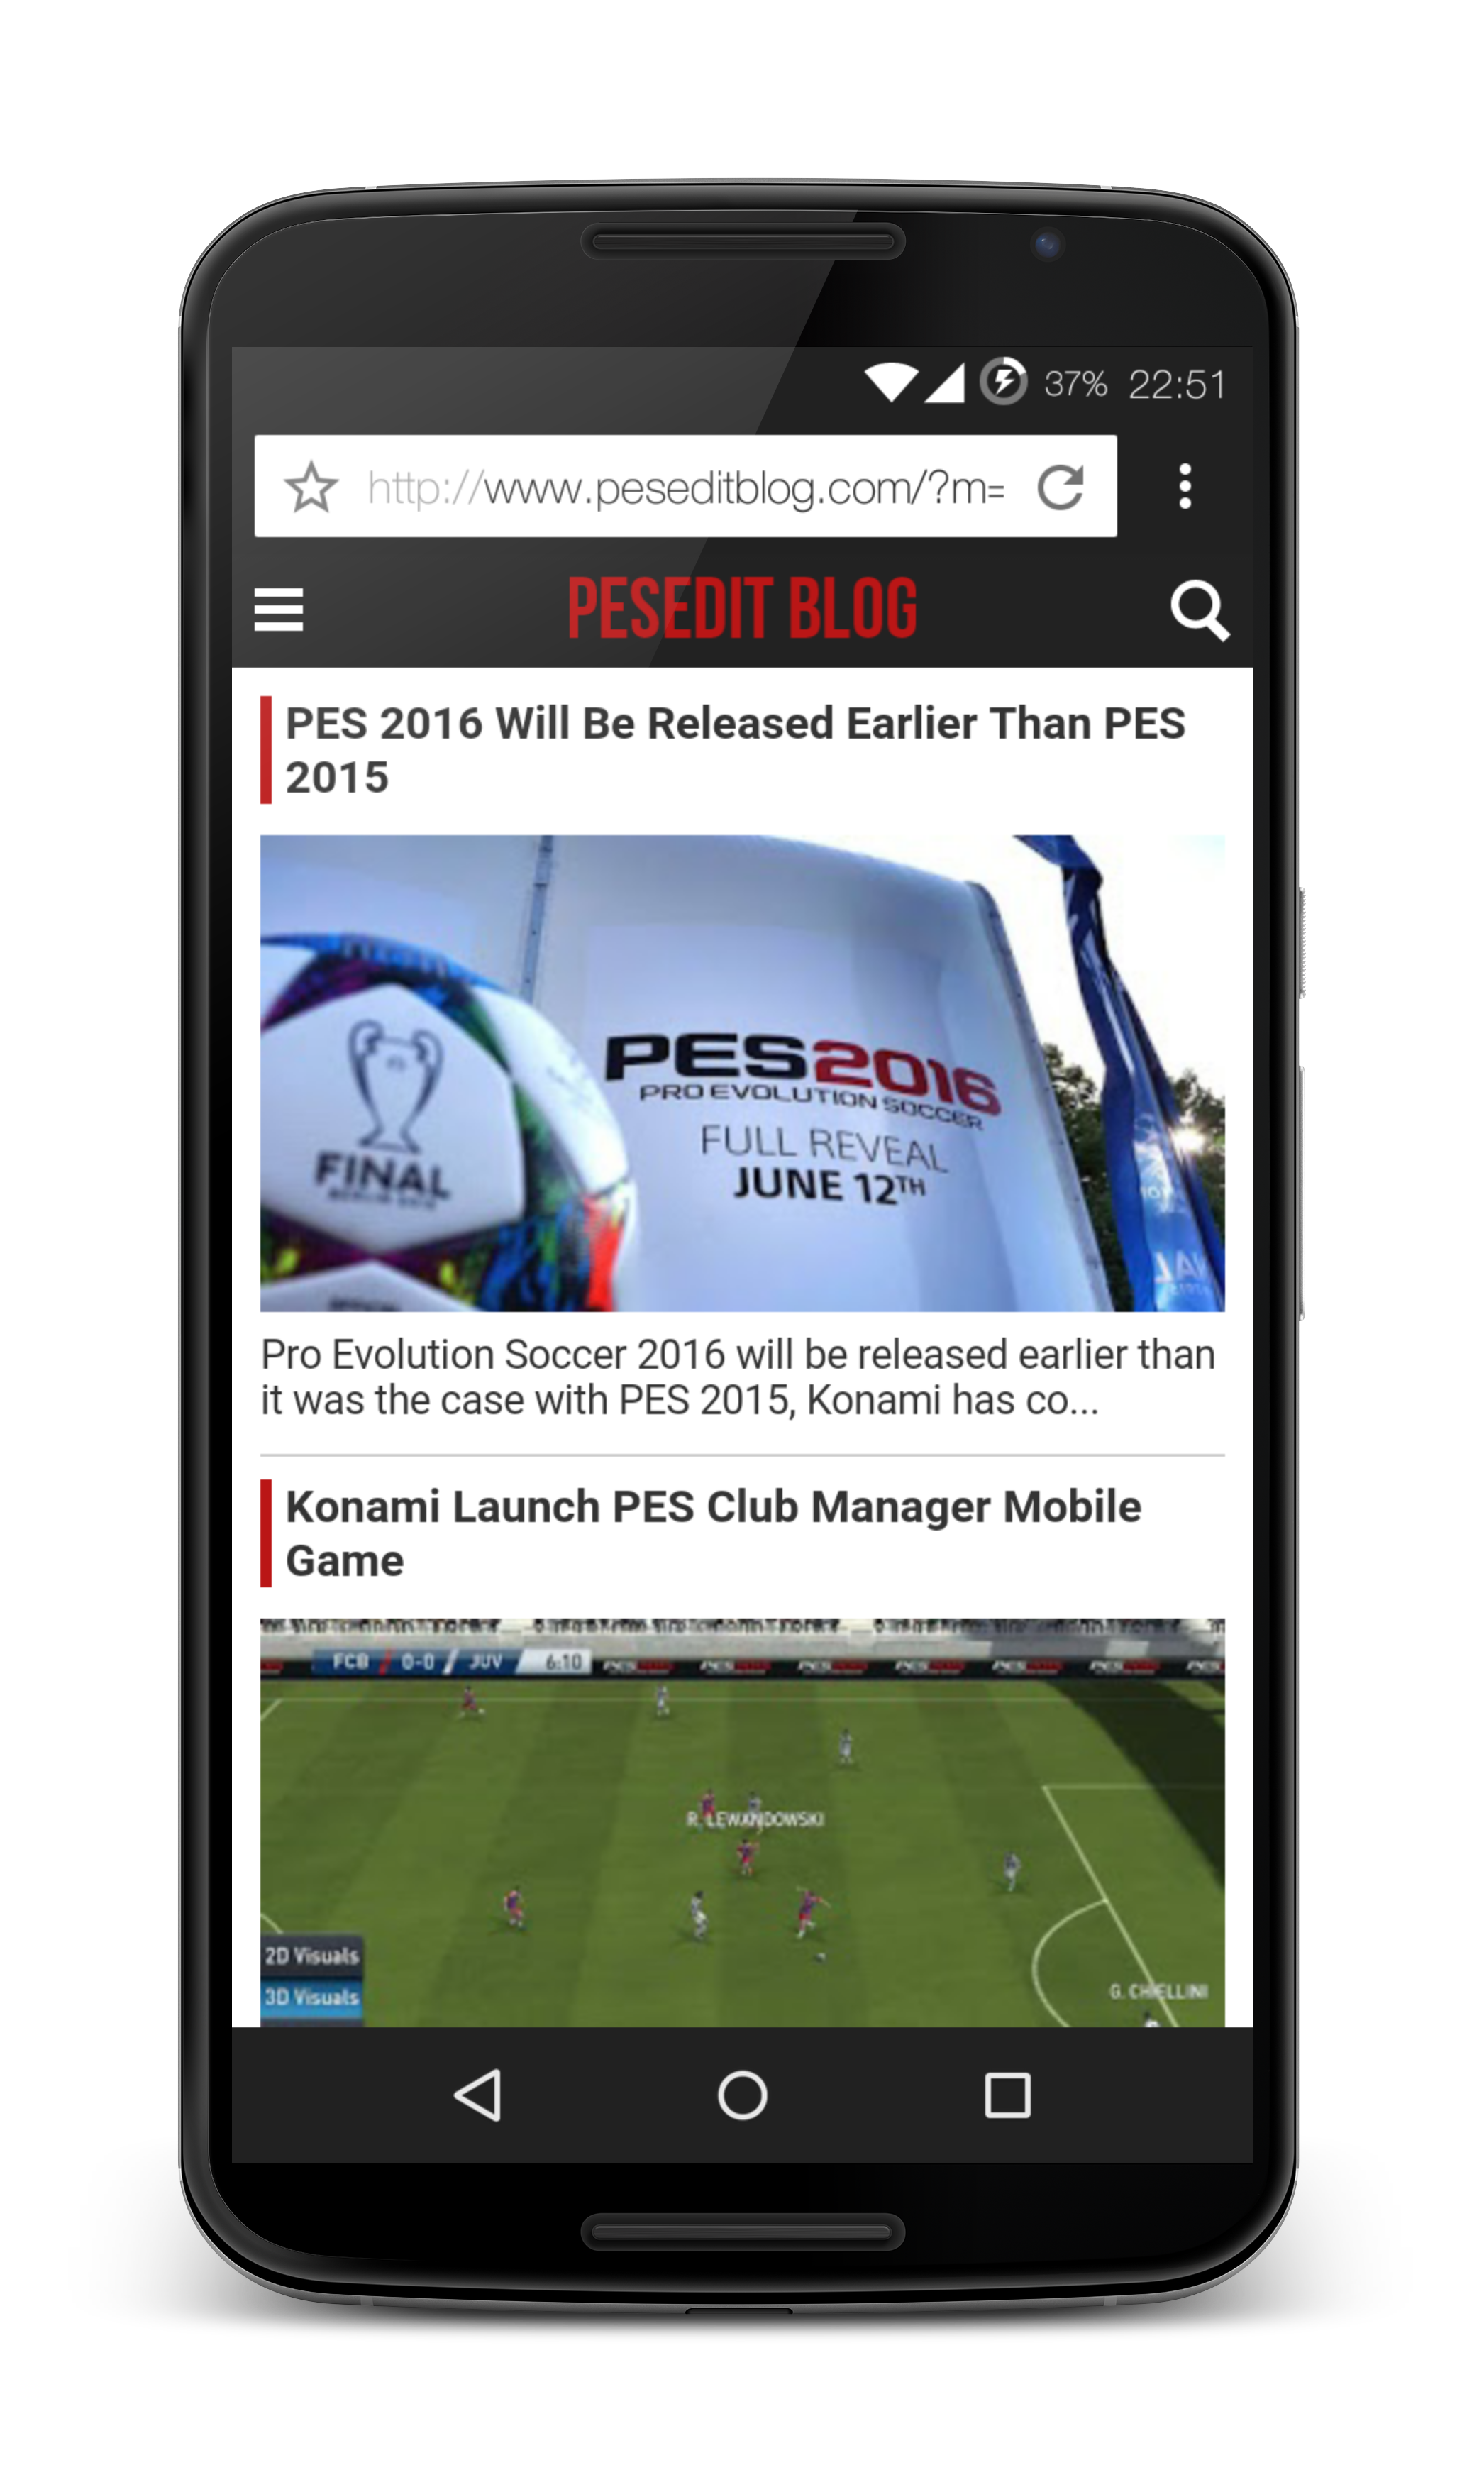 37% 22:51
http://www.peseditblog.com/?m=
PESEDIT BLOG
PES 2016 Will Be Released Earlier Than PES
2015
PES2016
PRO EVOLUTION SOCCER
FULL REVEAL
JUNE 12TH
FINAL
Pro Evolution Soccer 2016 will be released earlier than
it was the case with PES 2015, Konami has co...
Konami Launch PES Club Manager Mobile
Game
FCB 0-0 JUV 6:10
R. LEWANDOWSKI
2D Visuals
3D Visuals
G. CHIELLINI